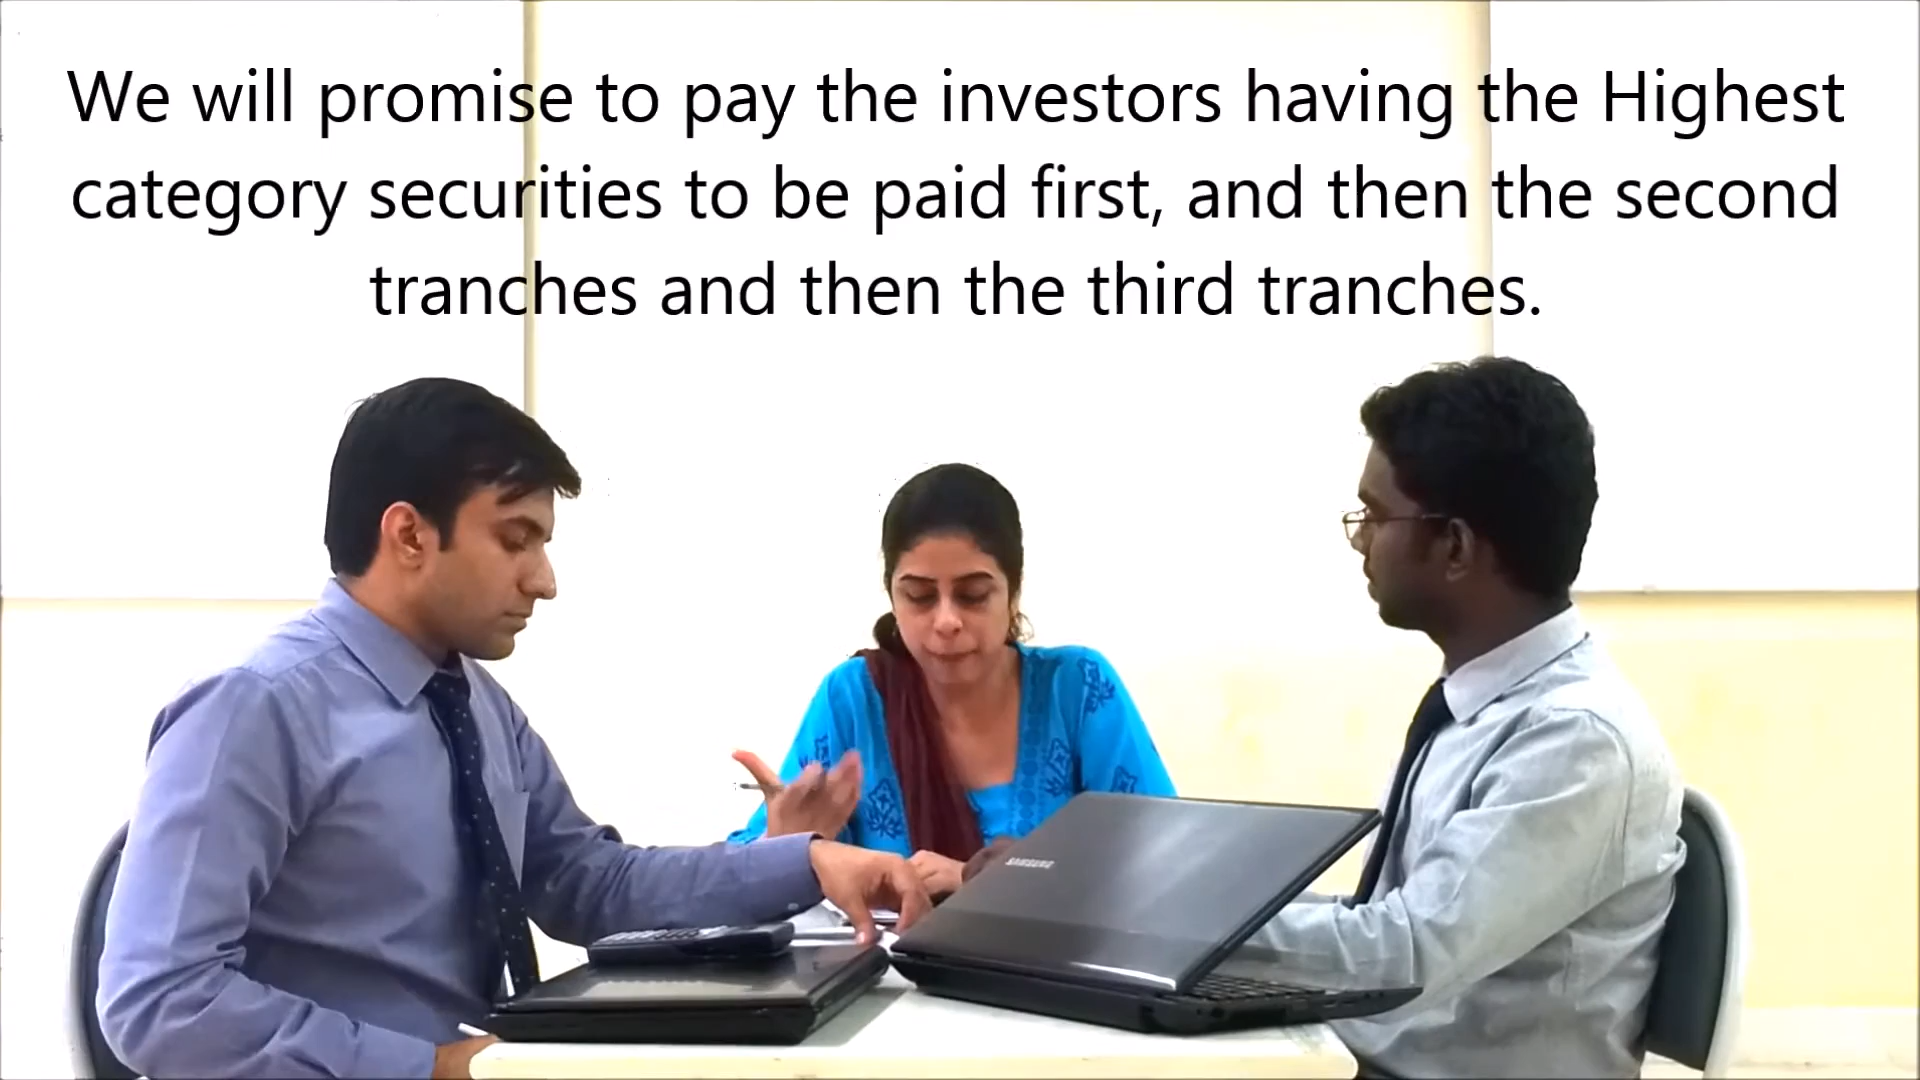 We will promise to pay the investors having the Highest
category securities to be paid first, and then the second
tranches and then the third tranches.
SAMSUNG